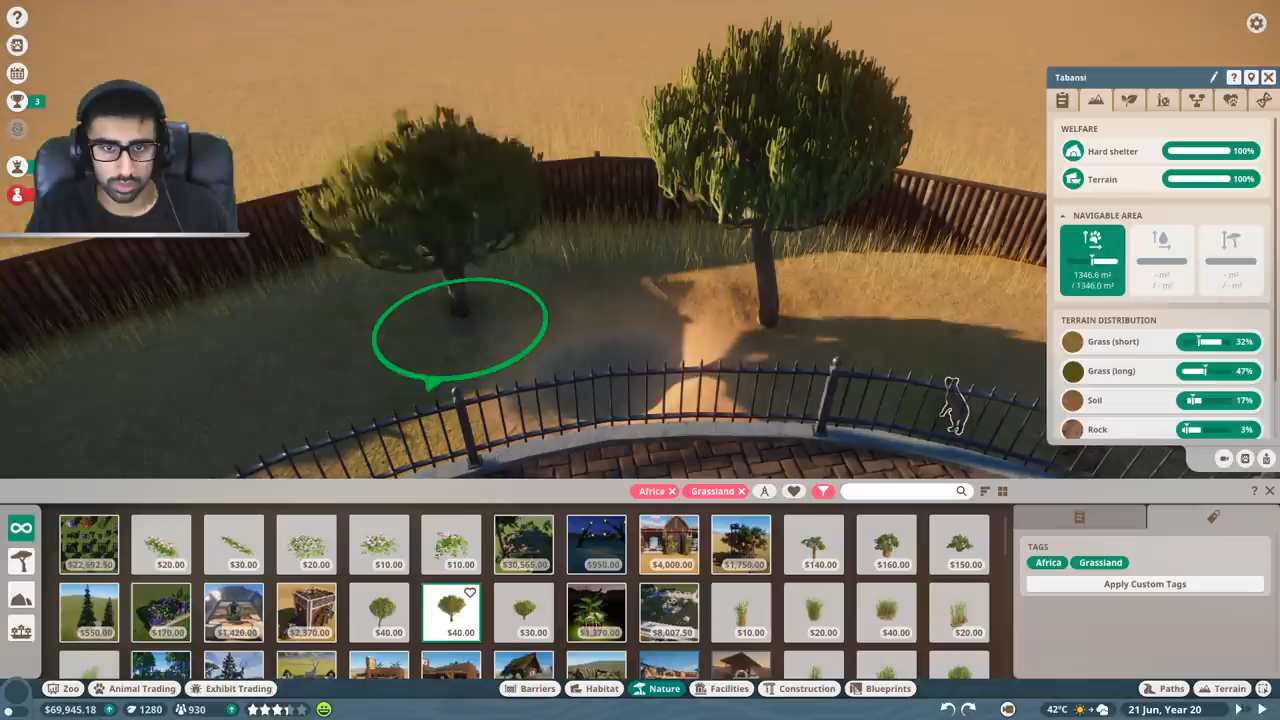 ?
3
Tabansi
?
WELFARE
Hard shelter 100%
Terrain 100%
NAVIGABLE AREA
1346.6 m²
/ 1346.0 m²
- m²
/ - m²
- m²
/ - m²
TERRAIN DISTRIBUTION
Grass (short) 32%
Grass (long) 47%
Soil 17%
Rock 3%
Africa Grassland
?
$22,692.50 $20.00 $30.00 $20.00 $10.00 $10.00 $30,565.00 $950.00 $4,000.00 $1,750.00 $140.00 $160.00 $150.00
$550.00 $170.00 $1,420.00 $2,370.00 $40.00 $40.00 $30.00 $1,370.00 $8,007.50 $10.00 $20.00 $40.00 $20.00
TAGS
Africa Grassland
Apply Custom Tags
Zoo Animal Trading Exhibit Trading Barriers Habitat Nature Facilities Construction Blueprints Paths Terrain
$69,945.18 1280 930 42°C 21 Jun, Year 20